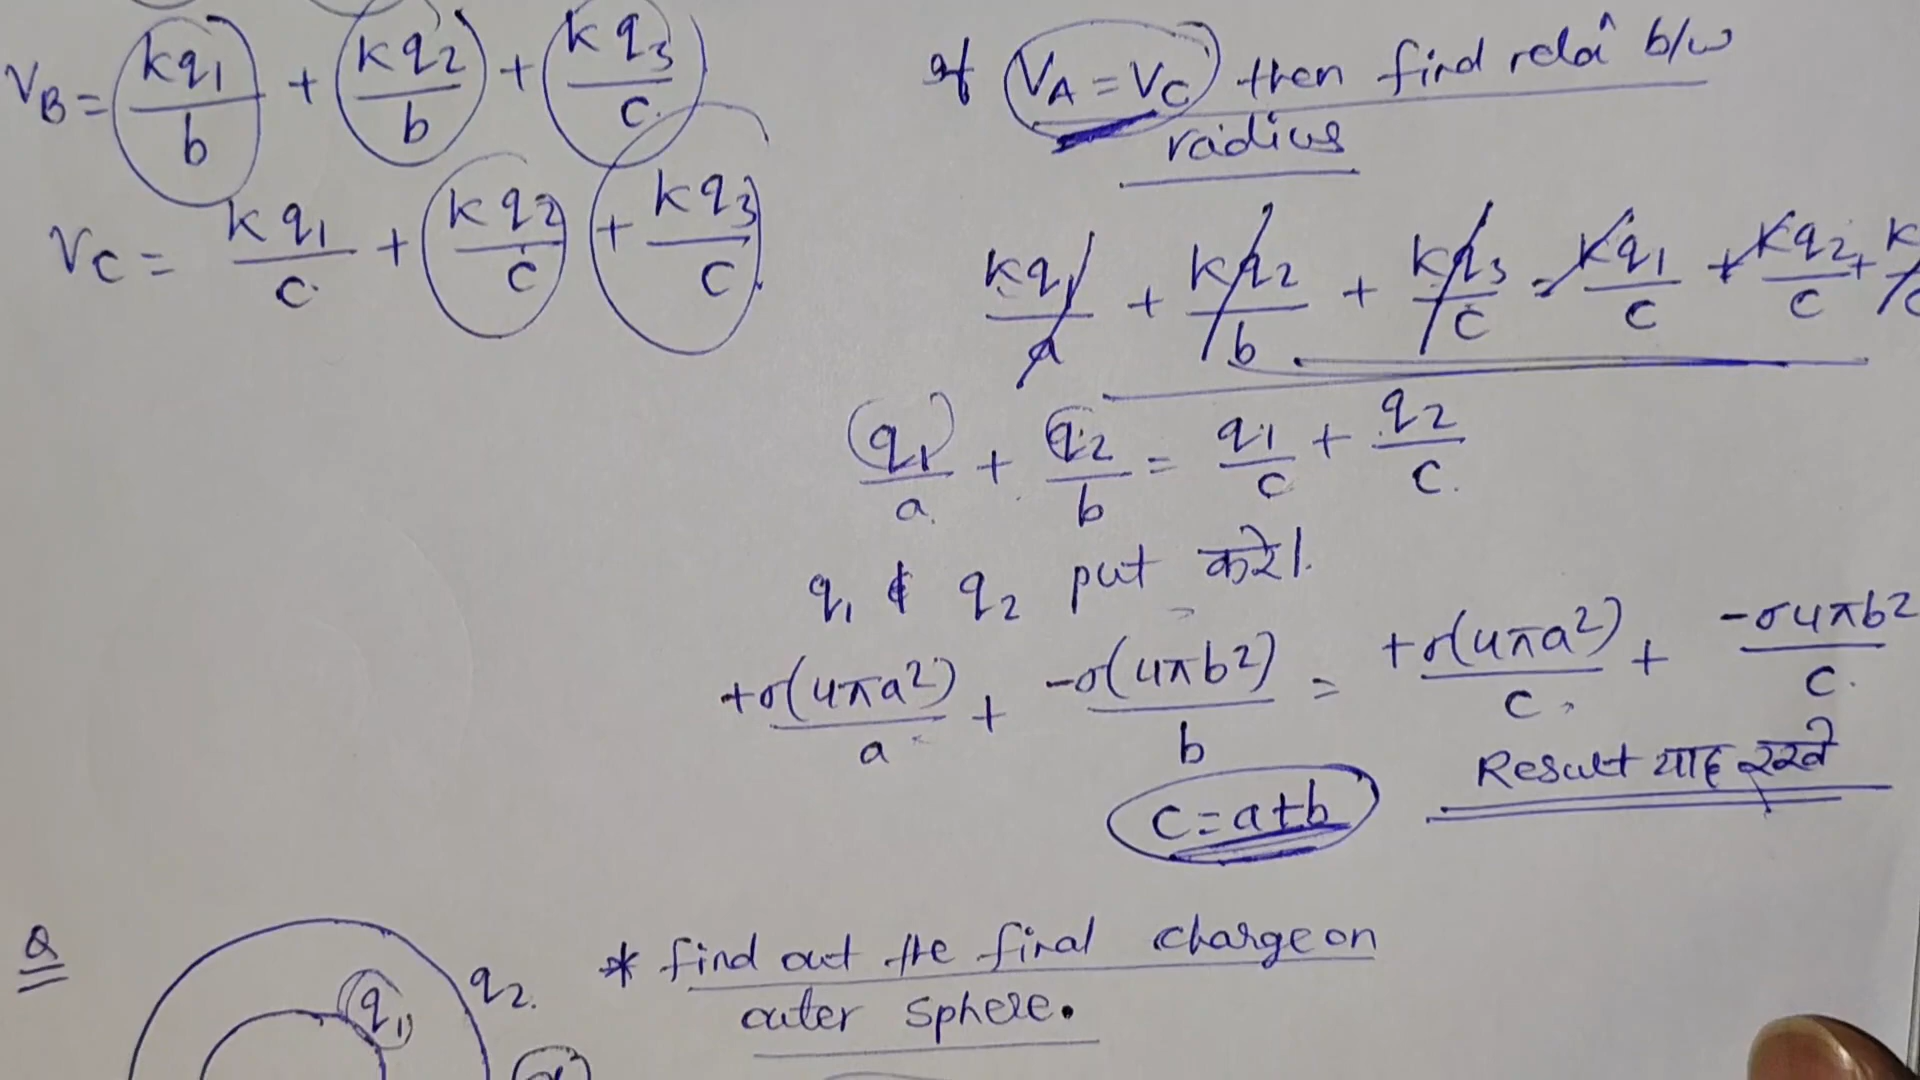 V_B = kq₁/b + kq₂/b + kq₃/c
V_C = kq₁/c + kq₂/c + kq₃/c
If V_A = V_C then find relaⁿ b/w
radius
kq₁/a + kq₂/b + kq₃/c = kq₁/c + kq₂/c + k
q₁/a + q₂/b = q₁/c + q₂/c.
q₁ & q₂ put करे।
+σ(4πa²)/a + -σ(4πb²)/b = +σ(4πa²)/c + -σ4πb²/c.
c=a+b
Result याद रखे
Q
q₁
q₂.
* find out the final charge on
outer sphere.